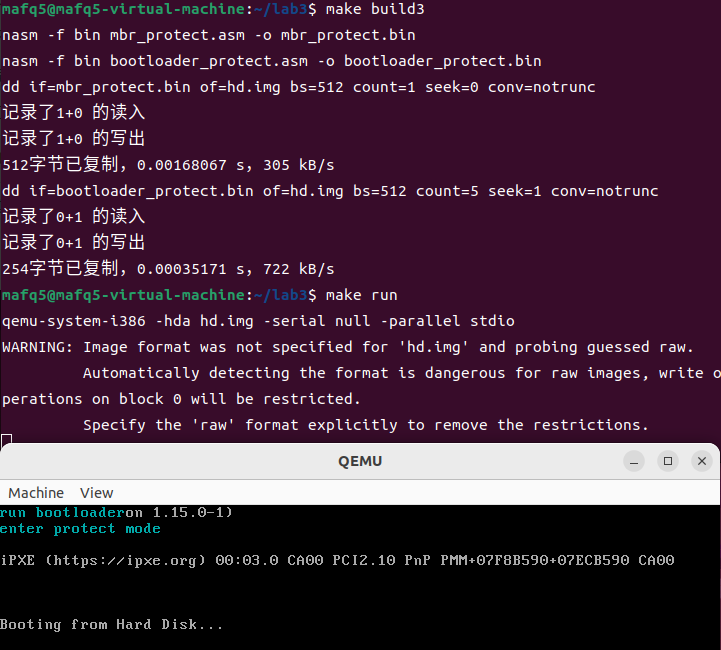 mafq5@mafq5-virtual-machine:~/lab3$ make build3
nasm -f bin mbr_protect.asm -o mbr_protect.bin
nasm -f bin bootloader_protect.asm -o bootloader_protect.bin
dd if=mbr_protect.bin of=hd.img bs=512 count=1 seek=0 conv=notrunc
记录了1+0 的读入
记录了1+0 的写出
512字节已复制，0.00168067 s，305 kB/s
dd if=bootloader_protect.bin of=hd.img bs=512 count=5 seek=1 conv=notrunc
记录了0+1 的读入
记录了0+1 的写出
254字节已复制，0.00035171 s，722 kB/s
mafq5@mafq5-virtual-machine:~/lab3$ make run
qemu-system-i386 -hda hd.img -serial null -parallel stdio
WARNING: Image format was not specified for 'hd.img' and probing guessed raw.
Automatically detecting the format is dangerous for raw images, write o
perations on block 0 will be restricted.
Specify the 'raw' format explicitly to remove the restrictions.
QEMU
Machine View
run bootloaderon 1.15.0-1)
enter protect mode
iPXE (https://ipxe.org) 00:03.0 CA00 PCI2.10 PnP PMM+07F8B590+07ECB590 CA00
Booting from Hard Disk...